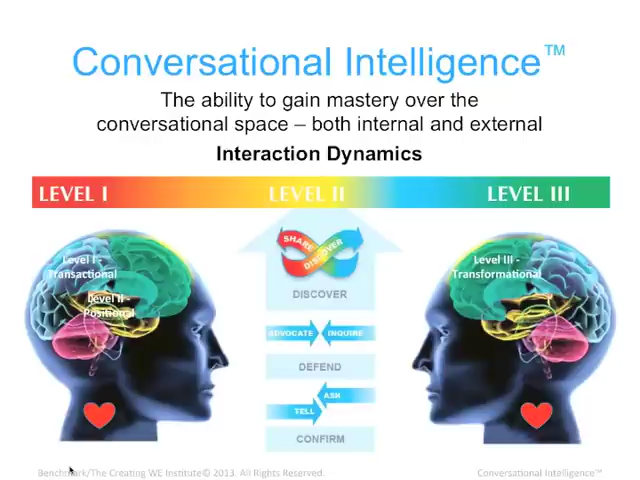 Conversational Intelligence™
The ability to gain mastery over the
conversational space – both internal and external
Interaction Dynamics
LEVEL I
LEVEL II
LEVEL III
Level I -
Transactional
Level II -
Positional
SHARE
DISCOVER
DISCOVER
ADVOCATE
INQUIRE
DEFEND
ASK
TELL
CONFIRM
Level III -
Transformational
Benchmark/The Creating WE Institute© 2013. All Rights Reserved.
Conversational Intelligence™